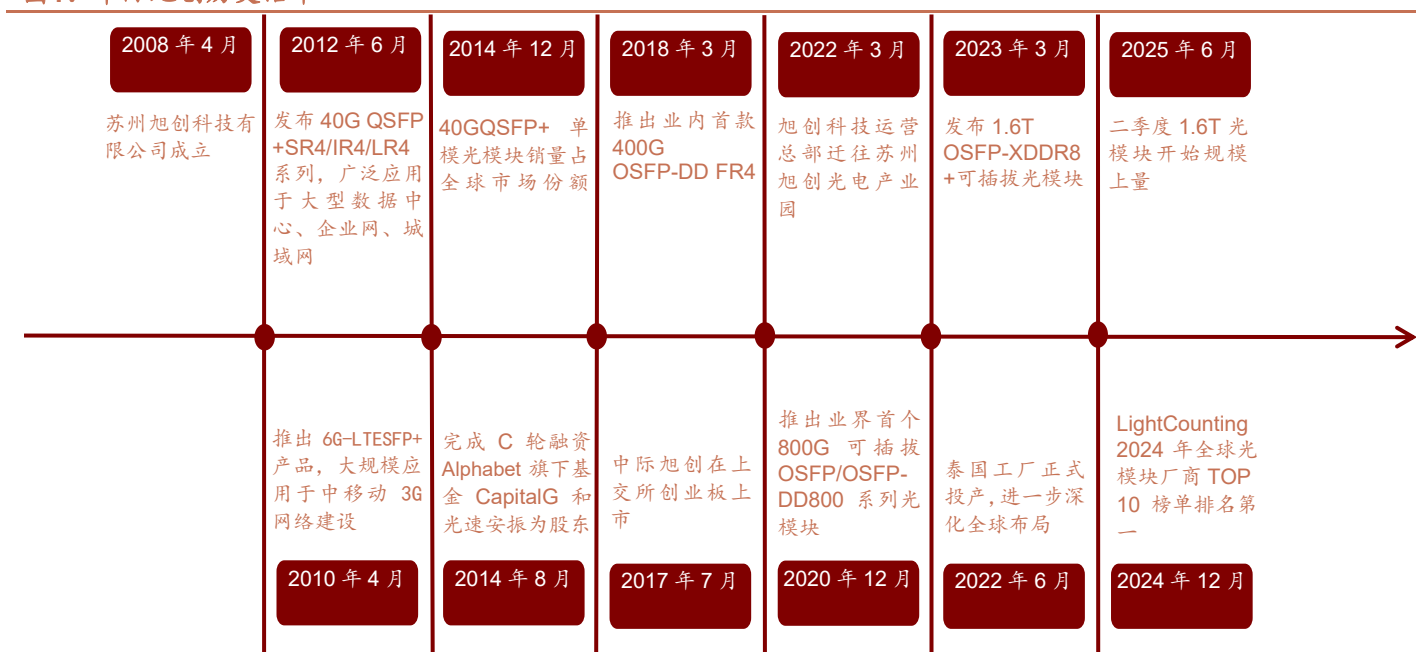 2008 年 4 月
苏州旭创科技有
限公司成立
2012 年 6 月
发布 40G QSFP
+SR4/IR4/LR4
系列，广泛应用
于大型数据中
心、企业网、城
域网
2014 年 12 月
40GQSFP+ 单
模光模块销量占
全球市场份额
2018 年 3 月
推出业内首款
400G
OSFP-DD FR4
2022 年 3 月
旭创科技运营
总部迁往苏州
旭创光电产业
园
2023 年 3 月
发布 1.6T
OSFP-XDDR8
+可插拔光模块
2025 年 6 月
二季度 1.6T 光
模块开始规模
上量
推出 6G-LTESFP+
产品，大规模应
用于中移动 3G
网络建设
2010 年 4 月
完成 C 轮融资
Alphabet 旗下基
金 CapitalG 和
光速安振为股东
2014 年 8 月
中际旭创在上
交所创业板上
市
2017 年 7 月
推出业界首个
800G 可插拔
OSFP/OSFP-
DD800 系列光
模块
2020 年 12 月
泰国工厂正式
投产,进一步深
化全球布局
2022 年 6 月
LightCounting
2024 年全球光
模块厂商 TOP
10 榜单排名第
一
2024 年 12 月